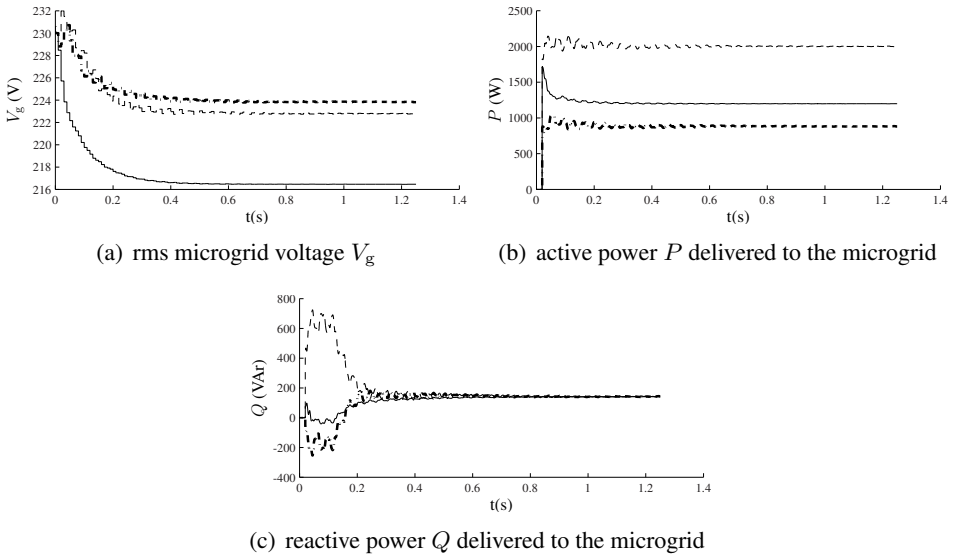 232
230
228
226
224
222
220
218
216
V_g (V)
0 0.2 0.4 0.6 0.8 1 1.2 1.4
t(s)
(a) rms microgrid voltage V_g
2500
2000
1500
1000
500
0
P (W)
0 0.2 0.4 0.6 0.8 1 1.2 1.4
t(s)
(b) active power P delivered to the microgrid
800
600
400
200
0
-200
-400
Q (VAr)
0 0.2 0.4 0.6 0.8 1 1.2 1.4
t(s)
(c) reactive power Q delivered to the microgrid